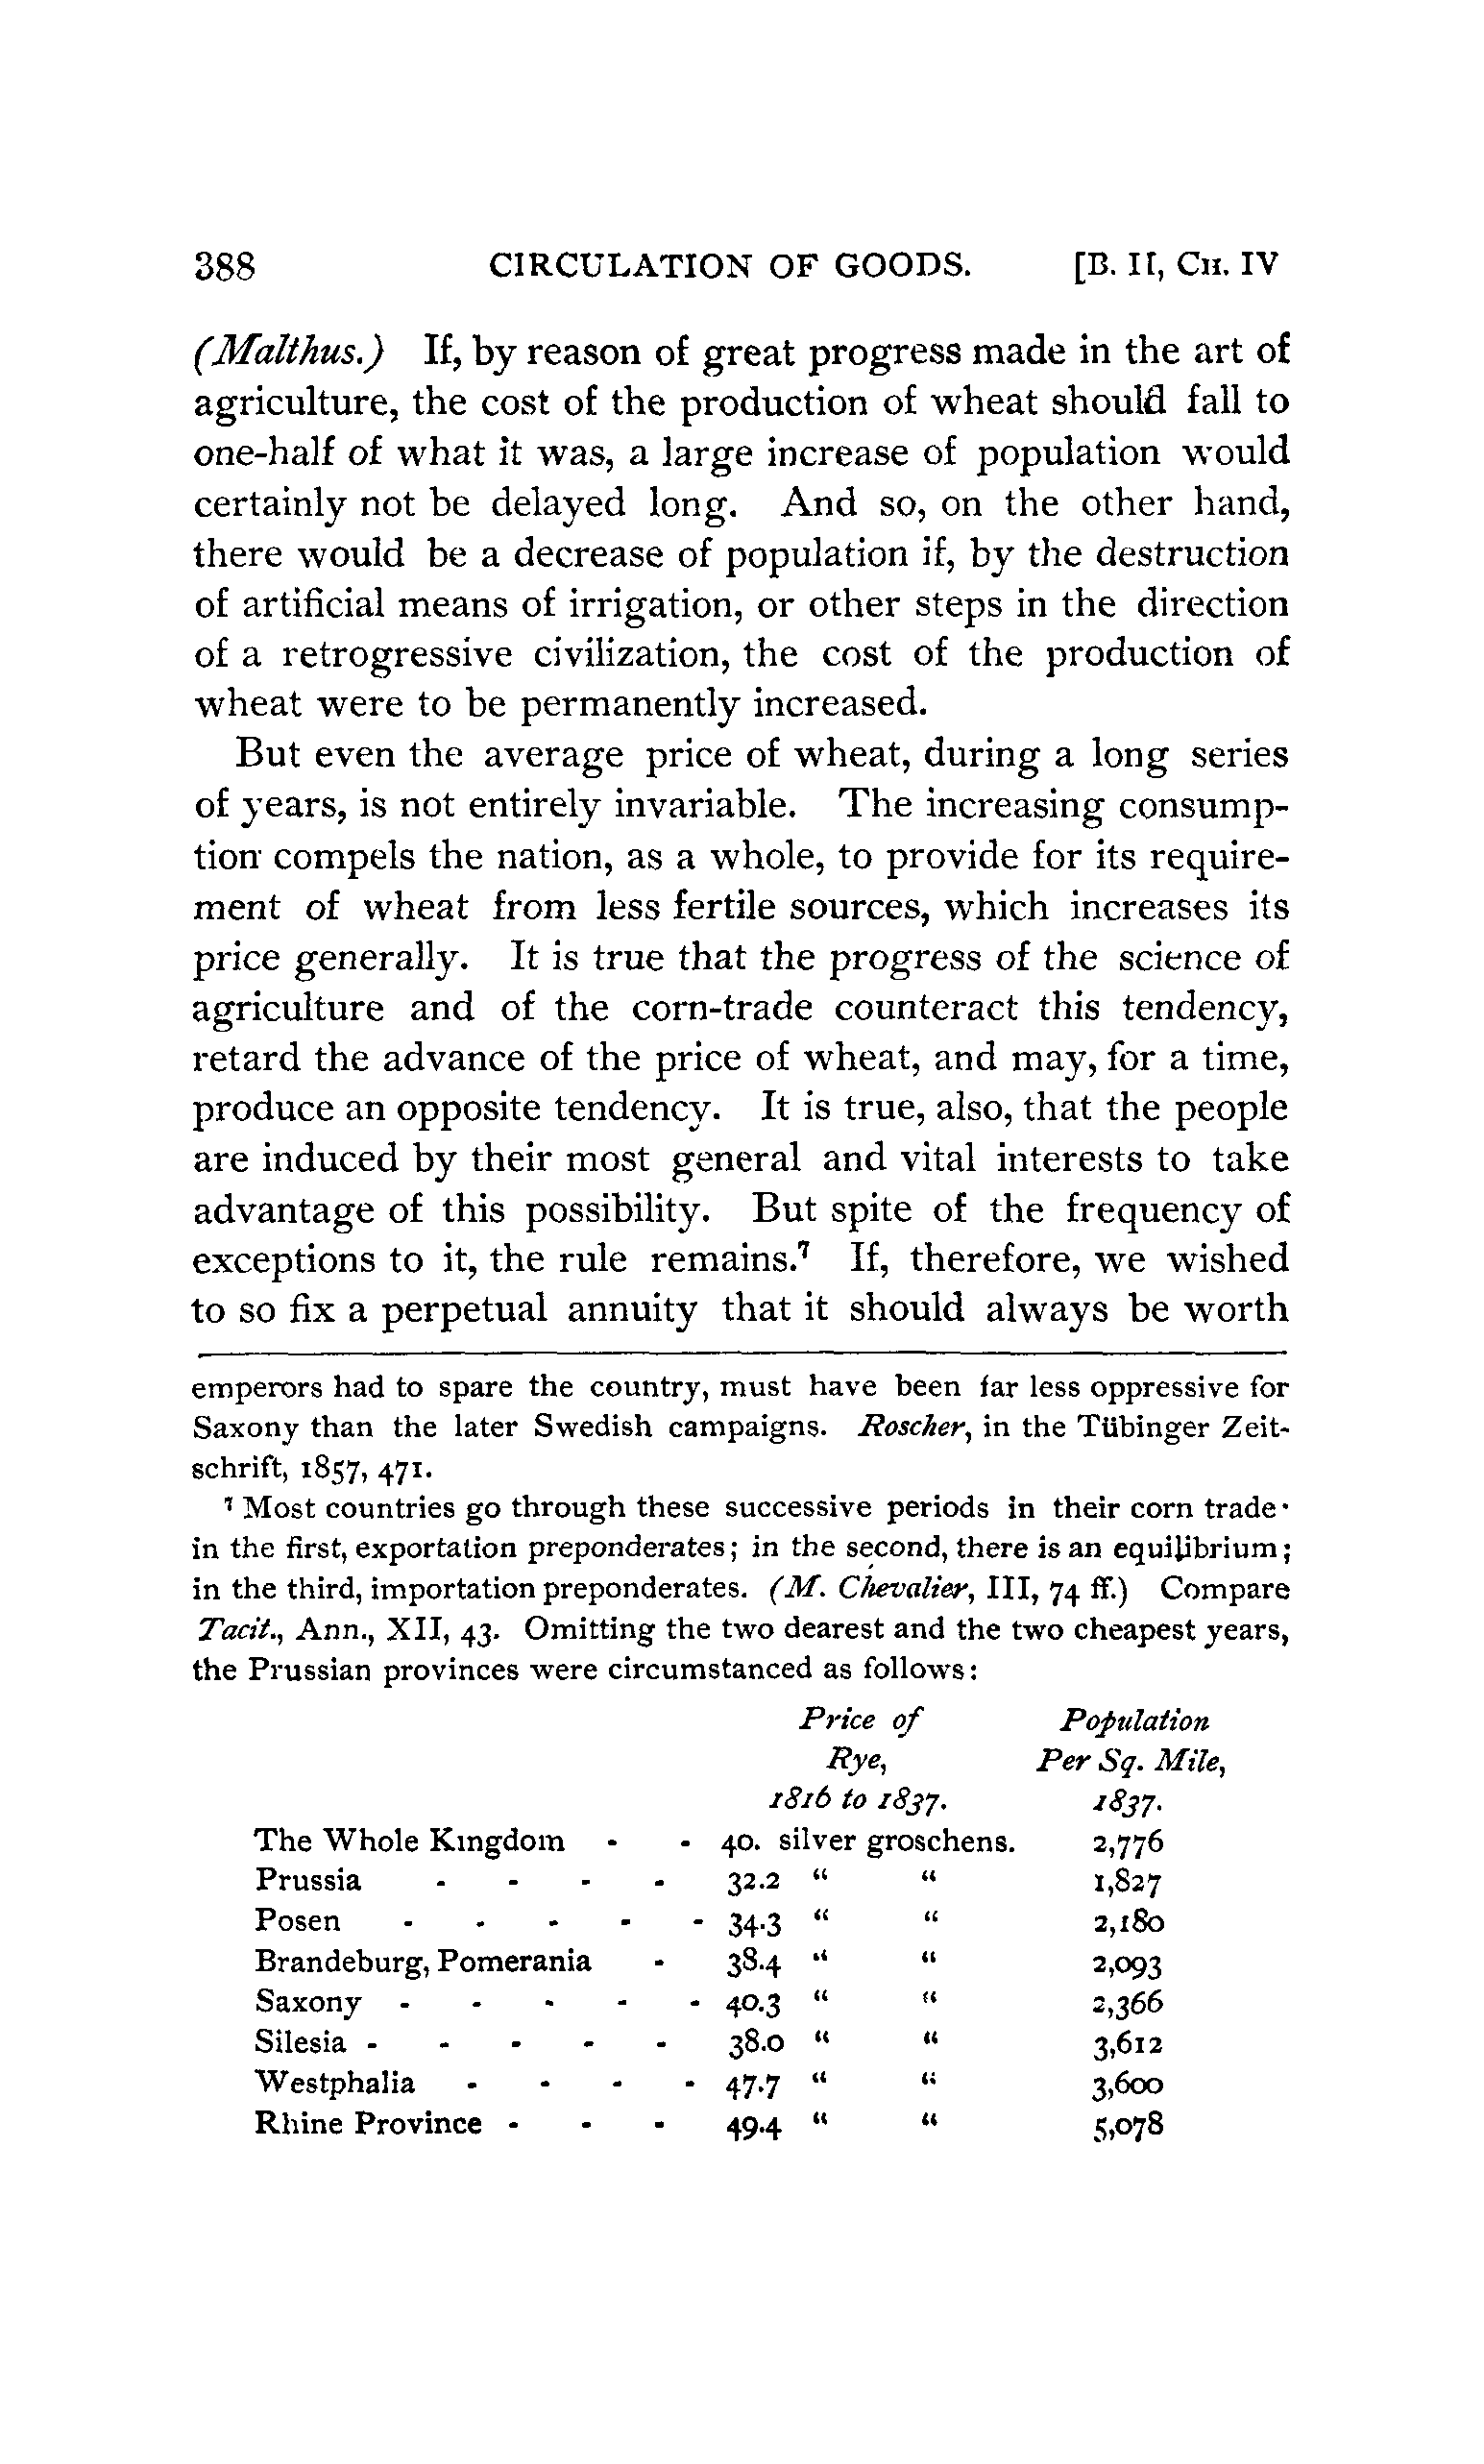 388 CIRCULATION OF GOODS. [B. II, CH. IV
(Malthus.) If, by reason of great progress made in the art of
agriculture, the cost of the production of wheat should fall to
one-half of what it was, a large increase of population would
certainly not be delayed long. And so, on the other hand,
there would be a decrease of population if, by the destruction
of artificial means of irrigation, or other steps in the direction
of a retrogressive civilization, the cost of the production of
wheat were to be permanently increased.
But even the average price of wheat, during a long series
of years, is not entirely invariable. The increasing consump-
tion compels the nation, as a whole, to provide for its require-
ment of wheat from less fertile sources, which increases its
price generally. It is true that the progress of the science of
agriculture and of the corn-trade counteract this tendency,
retard the advance of the price of wheat, and may, for a time,
produce an opposite tendency. It is true, also, that the people
are induced by their most general and vital interests to take
advantage of this possibility. But spite of the frequency of
exceptions to it, the rule remains.⁷ If, therefore, we wished
to so fix a perpetual annuity that it should always be worth
emperors had to spare the country, must have been far less oppressive for
Saxony than the later Swedish campaigns. Roscher, in the Tübinger Zeit-
schrift, 1857, 471.
⁷ Most countries go through these successive periods in their corn trade·
in the first, exportation preponderates; in the second, there is an equilibrium;
in the third, importation preponderates. (M. Chevalier, III, 74 ff.) Compare
Tacit., Ann., XII, 43. Omitting the two dearest and the two cheapest years,
the Prussian provinces were circumstanced as follows:
Price of Population
Rye, Per Sq. Mile,
1816 to 1837. 1837.
The Whole Kingdom - - 40. silver groschens. 2,776
Prussia - - - - 32.2 “ “ 1,827
Posen - - - - - 34.3 “ “ 2,180
Brandeburg, Pomerania - 38.4 “ “ 2,093
Saxony - - - - - 40.3 “ “ 2,366
Silesia - - - - - 38.0 “ “ 3,612
Westphalia - - - - 47.7 “ “ 3,600
Rhine Province - - - 49.4 “ “ 5,078